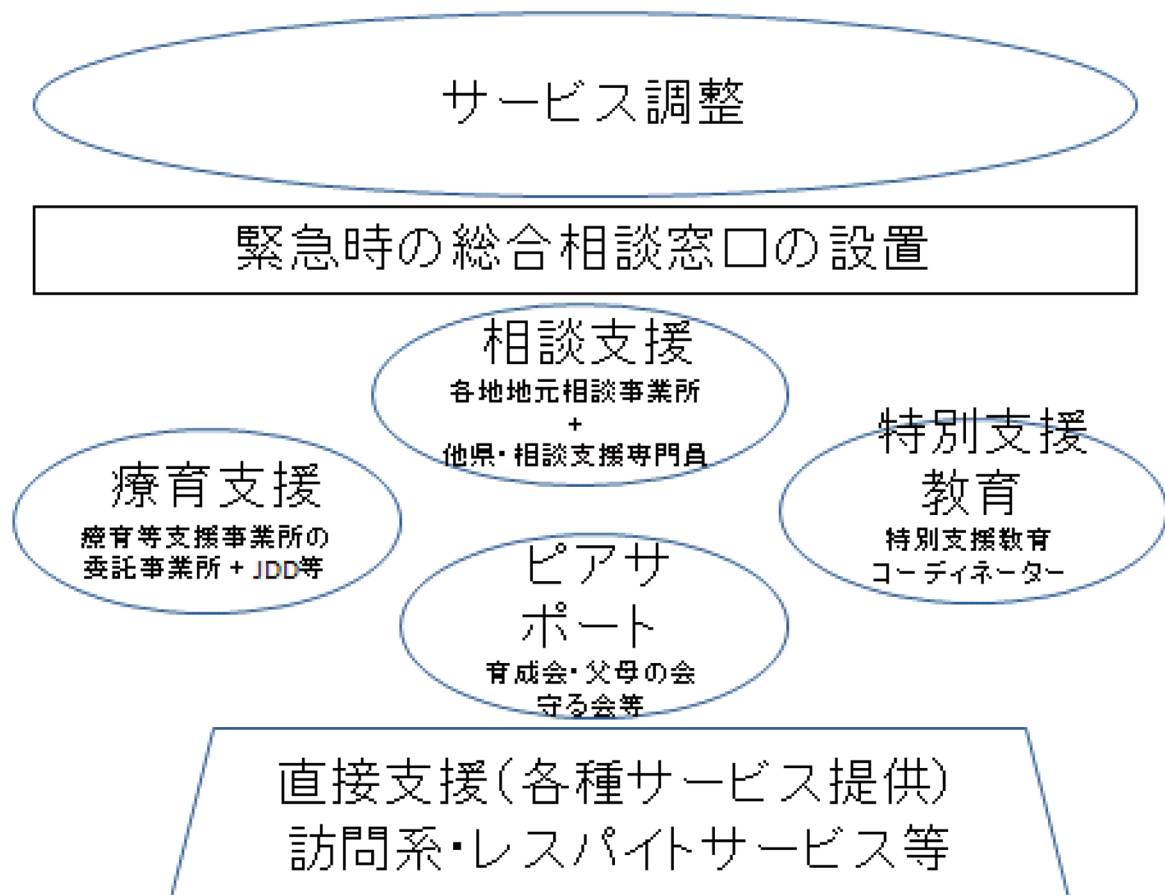 サービス調整
緊急時の総合相談窓口の設置
相談支援
各地地元相談事業所
+
他県・相談支援専門員
療育支援
療育等支援事業所の
委託事業所 + JDD等
特別支援
教育
特別支援教育
コーディネーター
ピアサ
ポート
育成会・父母の会
守る会等
直接支援(各種サービス提供)
訪問系・レスパイトサービス等